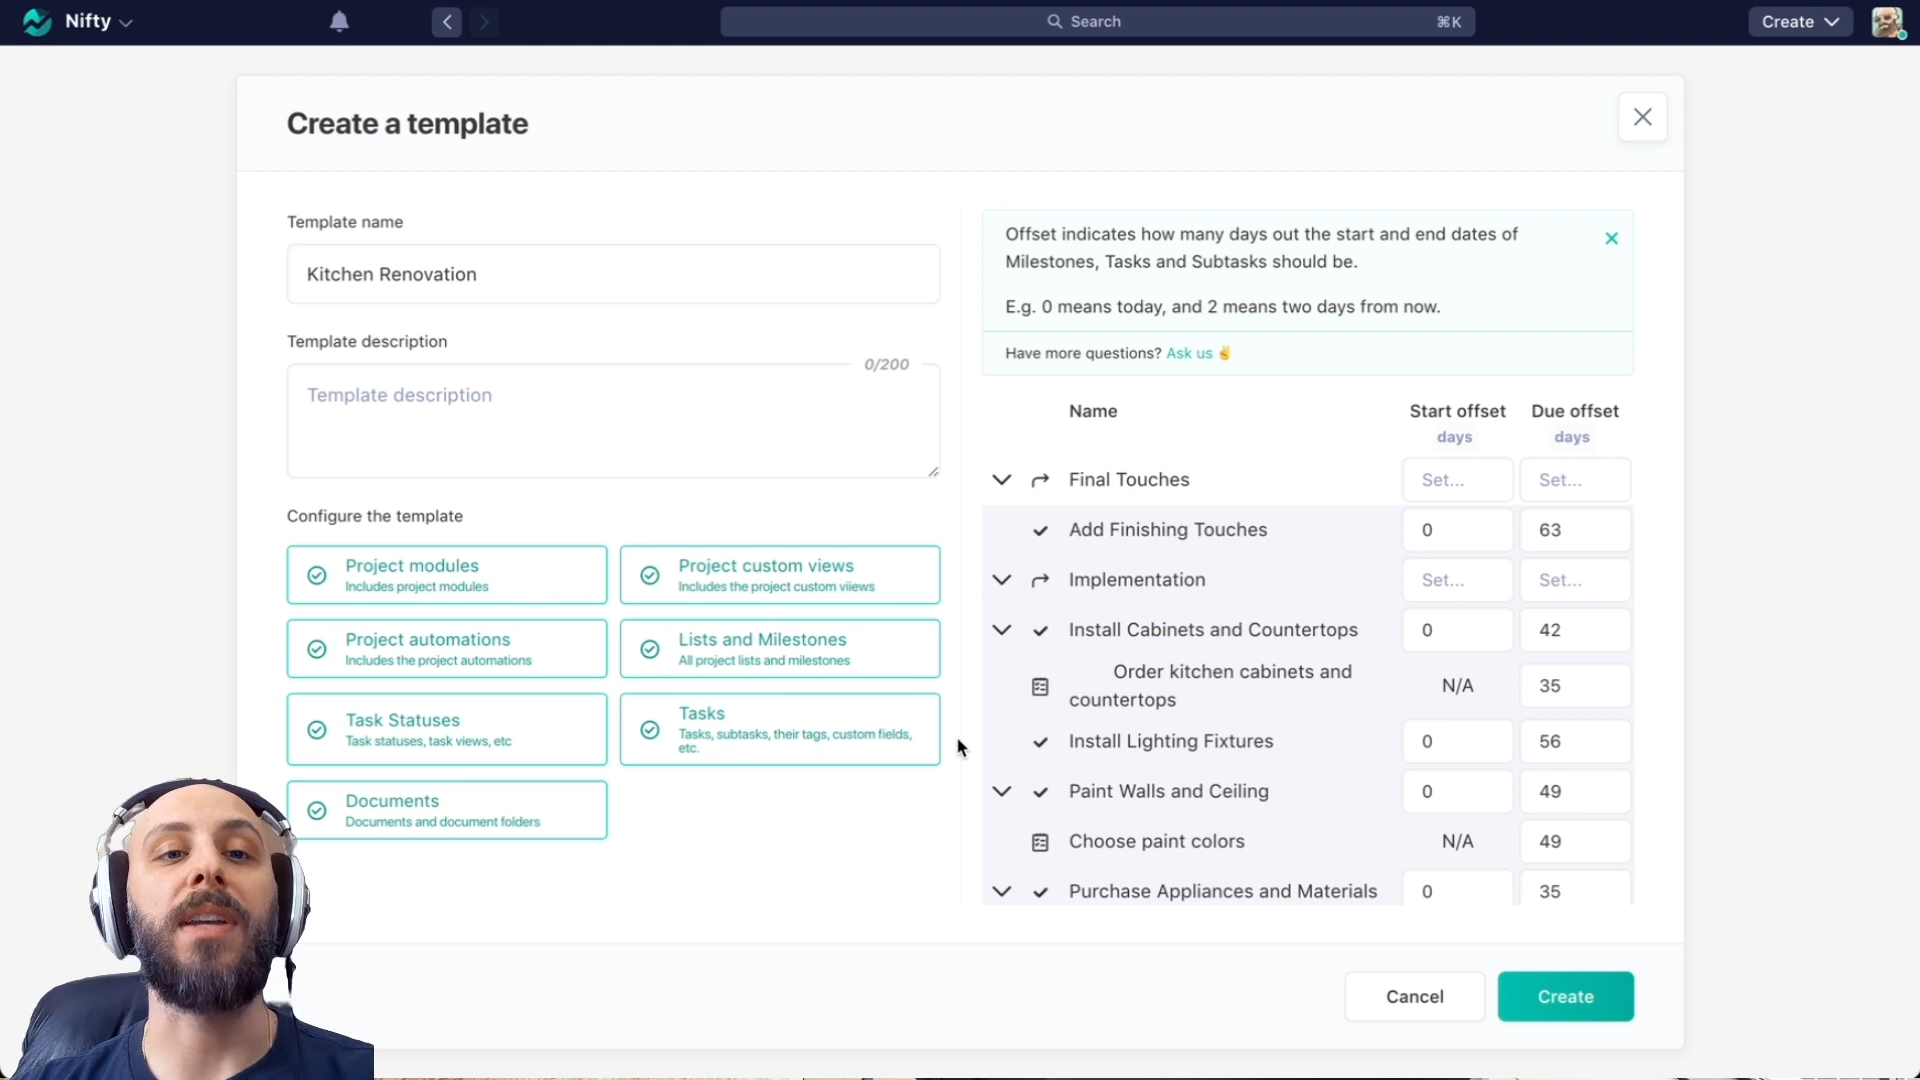 Nifty
Search
⌘K
Create
Create a template
Template name
Kitchen Renovation
Template description
0/200
Template description
Configure the template
Project modules
Includes project modules
Project custom views
Includes the project custom viiews
Project automations
Includes the project automations
Lists and Milestones
All project lists and milestones
Task Statuses
Task statuses, task views, etc
Tasks
Tasks, subtasks, their tags, custom fields,
etc.
Documents
Documents and document folders
Offset indicates how many days out the start and end dates of
Milestones, Tasks and Subtasks should be.
E.g. 0 means today, and 2 means two days from now.
Have more questions? Ask us ✌
Name Start offset Due offset
days days
Final Touches Set... Set...
Add Finishing Touches 0 63
Implementation Set... Set...
Install Cabinets and Countertops 0 42
Order kitchen cabinets and
countertops N/A 35
Install Lighting Fixtures 0 56
Paint Walls and Ceiling 0 49
Choose paint colors N/A 49
Purchase Appliances and Materials 0 35
Cancel
Create